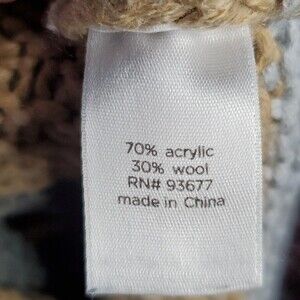 70% acrylic
30% wool
RN# 93677
made in China